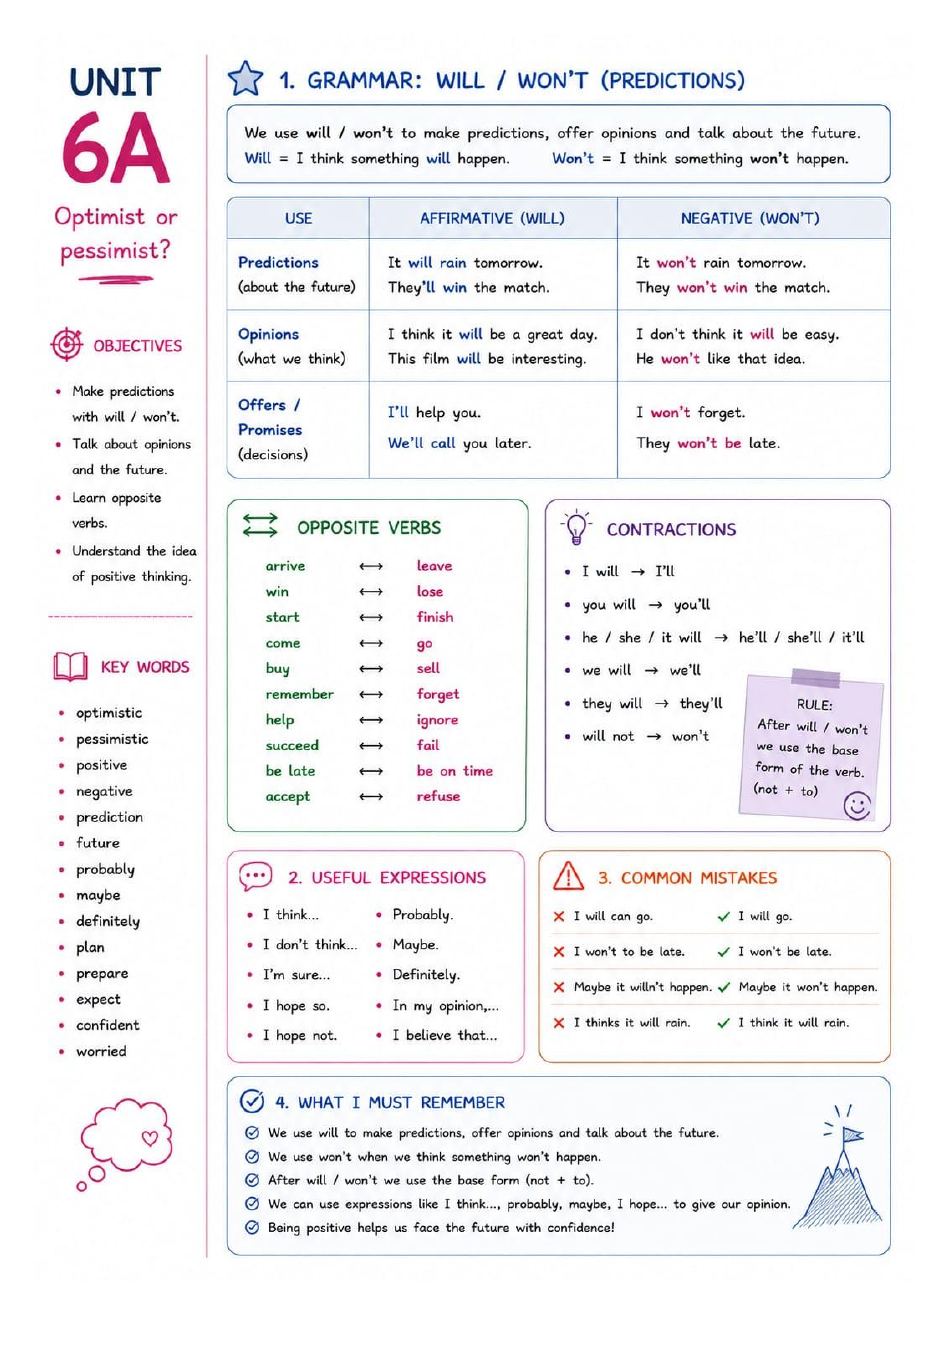 UNIT
6A
Optimist or
pessimist?
OBJECTIVES
• Make predictions
with will / won't.
• Talk about opinions
and the future.
• Learn opposite
verbs.
• Understand the idea
of positive thinking.
KEY WORDS
• optimistic
• pessimistic
• positive
• negative
• prediction
• future
• probably
• maybe
• definitely
• plan
• prepare
• expect
• confident
• worried
1. GRAMMAR: WILL / WON'T (PREDICTIONS)
We use will / won't to make predictions, offer opinions and talk about the future.
Will = I think something will happen. Won't = I think something won't happen.
USE AFFIRMATIVE (WILL) NEGATIVE (WON'T)
Predictions
(about the future)
It will rain tomorrow.
They'll win the match.
It won't rain tomorrow.
They won't win the match.
Opinions
(what we think)
I think it will be a great day.
This film will be interesting.
I don't think it will be easy.
He won't like that idea.
Offers /
Promises
(decisions)
I'll help you.
We'll call you later.
I won't forget.
They won't be late.
OPPOSITE VERBS
arrive ↔ leave
win ↔ lose
start ↔ finish
come ↔ go
buy ↔ sell
remember ↔ forget
help ↔ ignore
succeed ↔ fail
be late ↔ be on time
accept ↔ refuse
CONTRACTIONS
• I will → I'll
• you will → you'll
• he / she / it will → he'll / she'll / it'll
• we will → we'll
• they will → they'll
• will not → won't
RULE:
After will / won't
we use the base
form of the verb.
(not + to)
2. USEFUL EXPRESSIONS
• I think...
• I don't think...
• I'm sure...
• I hope so.
• I hope not.
• Probably.
• Maybe.
• Definitely.
• In my opinion,...
• I believe that...
3. COMMON MISTAKES
✗ I will can go. ✓ I will go.
✗ I won't to be late. ✓ I won't be late.
✗ Maybe it willn't happen. ✓ Maybe it won't happen.
✗ I thinks it will rain. ✓ I think it will rain.
4. WHAT I MUST REMEMBER
We use will to make predictions, offer opinions and talk about the future.
We use won't when we think something won't happen.
After will / won't we use the base form (not + to).
We can use expressions like I think..., probably, maybe, I hope... to give our opinion.
Being positive helps us face the future with confidence!